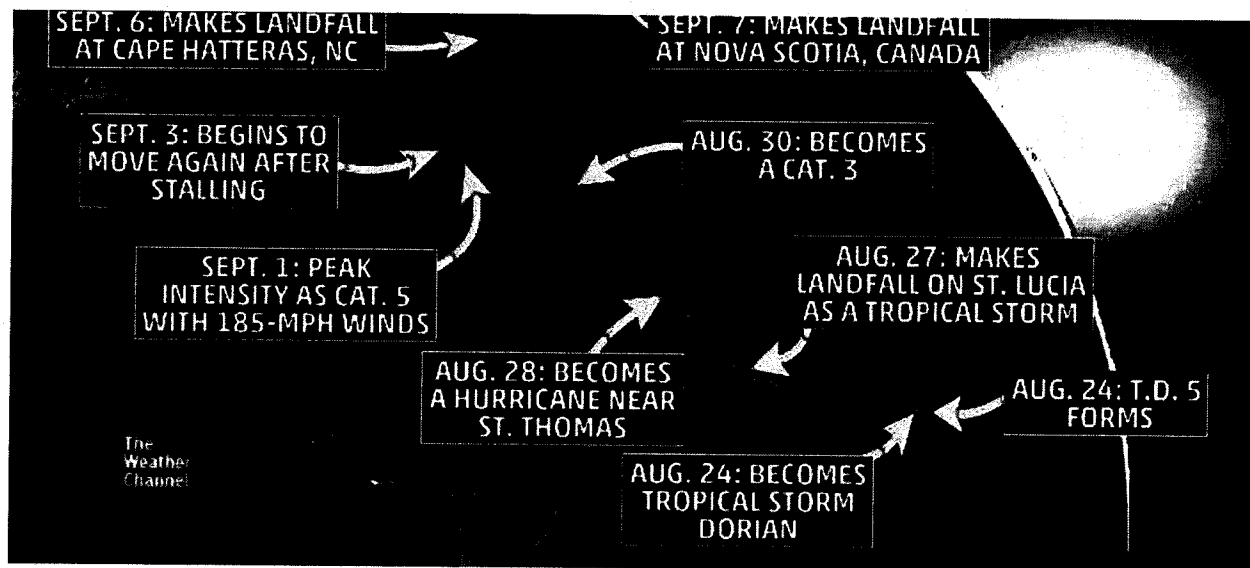 SEPT. 6: MAKES LANDFALL
AT CAPE HATTERAS, NC
SEPT. 7: MAKES LANDFALL
AT NOVA SCOTIA, CANADA
SEPT. 3: BEGINS TO
MOVE AGAIN AFTER
STALLING
AUG. 30: BECOMES
A CAT. 3
SEPT. 1: PEAK
INTENSITY AS CAT. 5
WITH 185-MPH WINDS
AUG. 27: MAKES
LANDFALL ON ST. LUCIA
AS A TROPICAL STORM
AUG. 28: BECOMES
A HURRICANE NEAR
ST. THOMAS
AUG. 24: T.D. 5
FORMS
AUG. 24: BECOMES
TROPICAL STORM
DORIAN
The
Weather
Channel